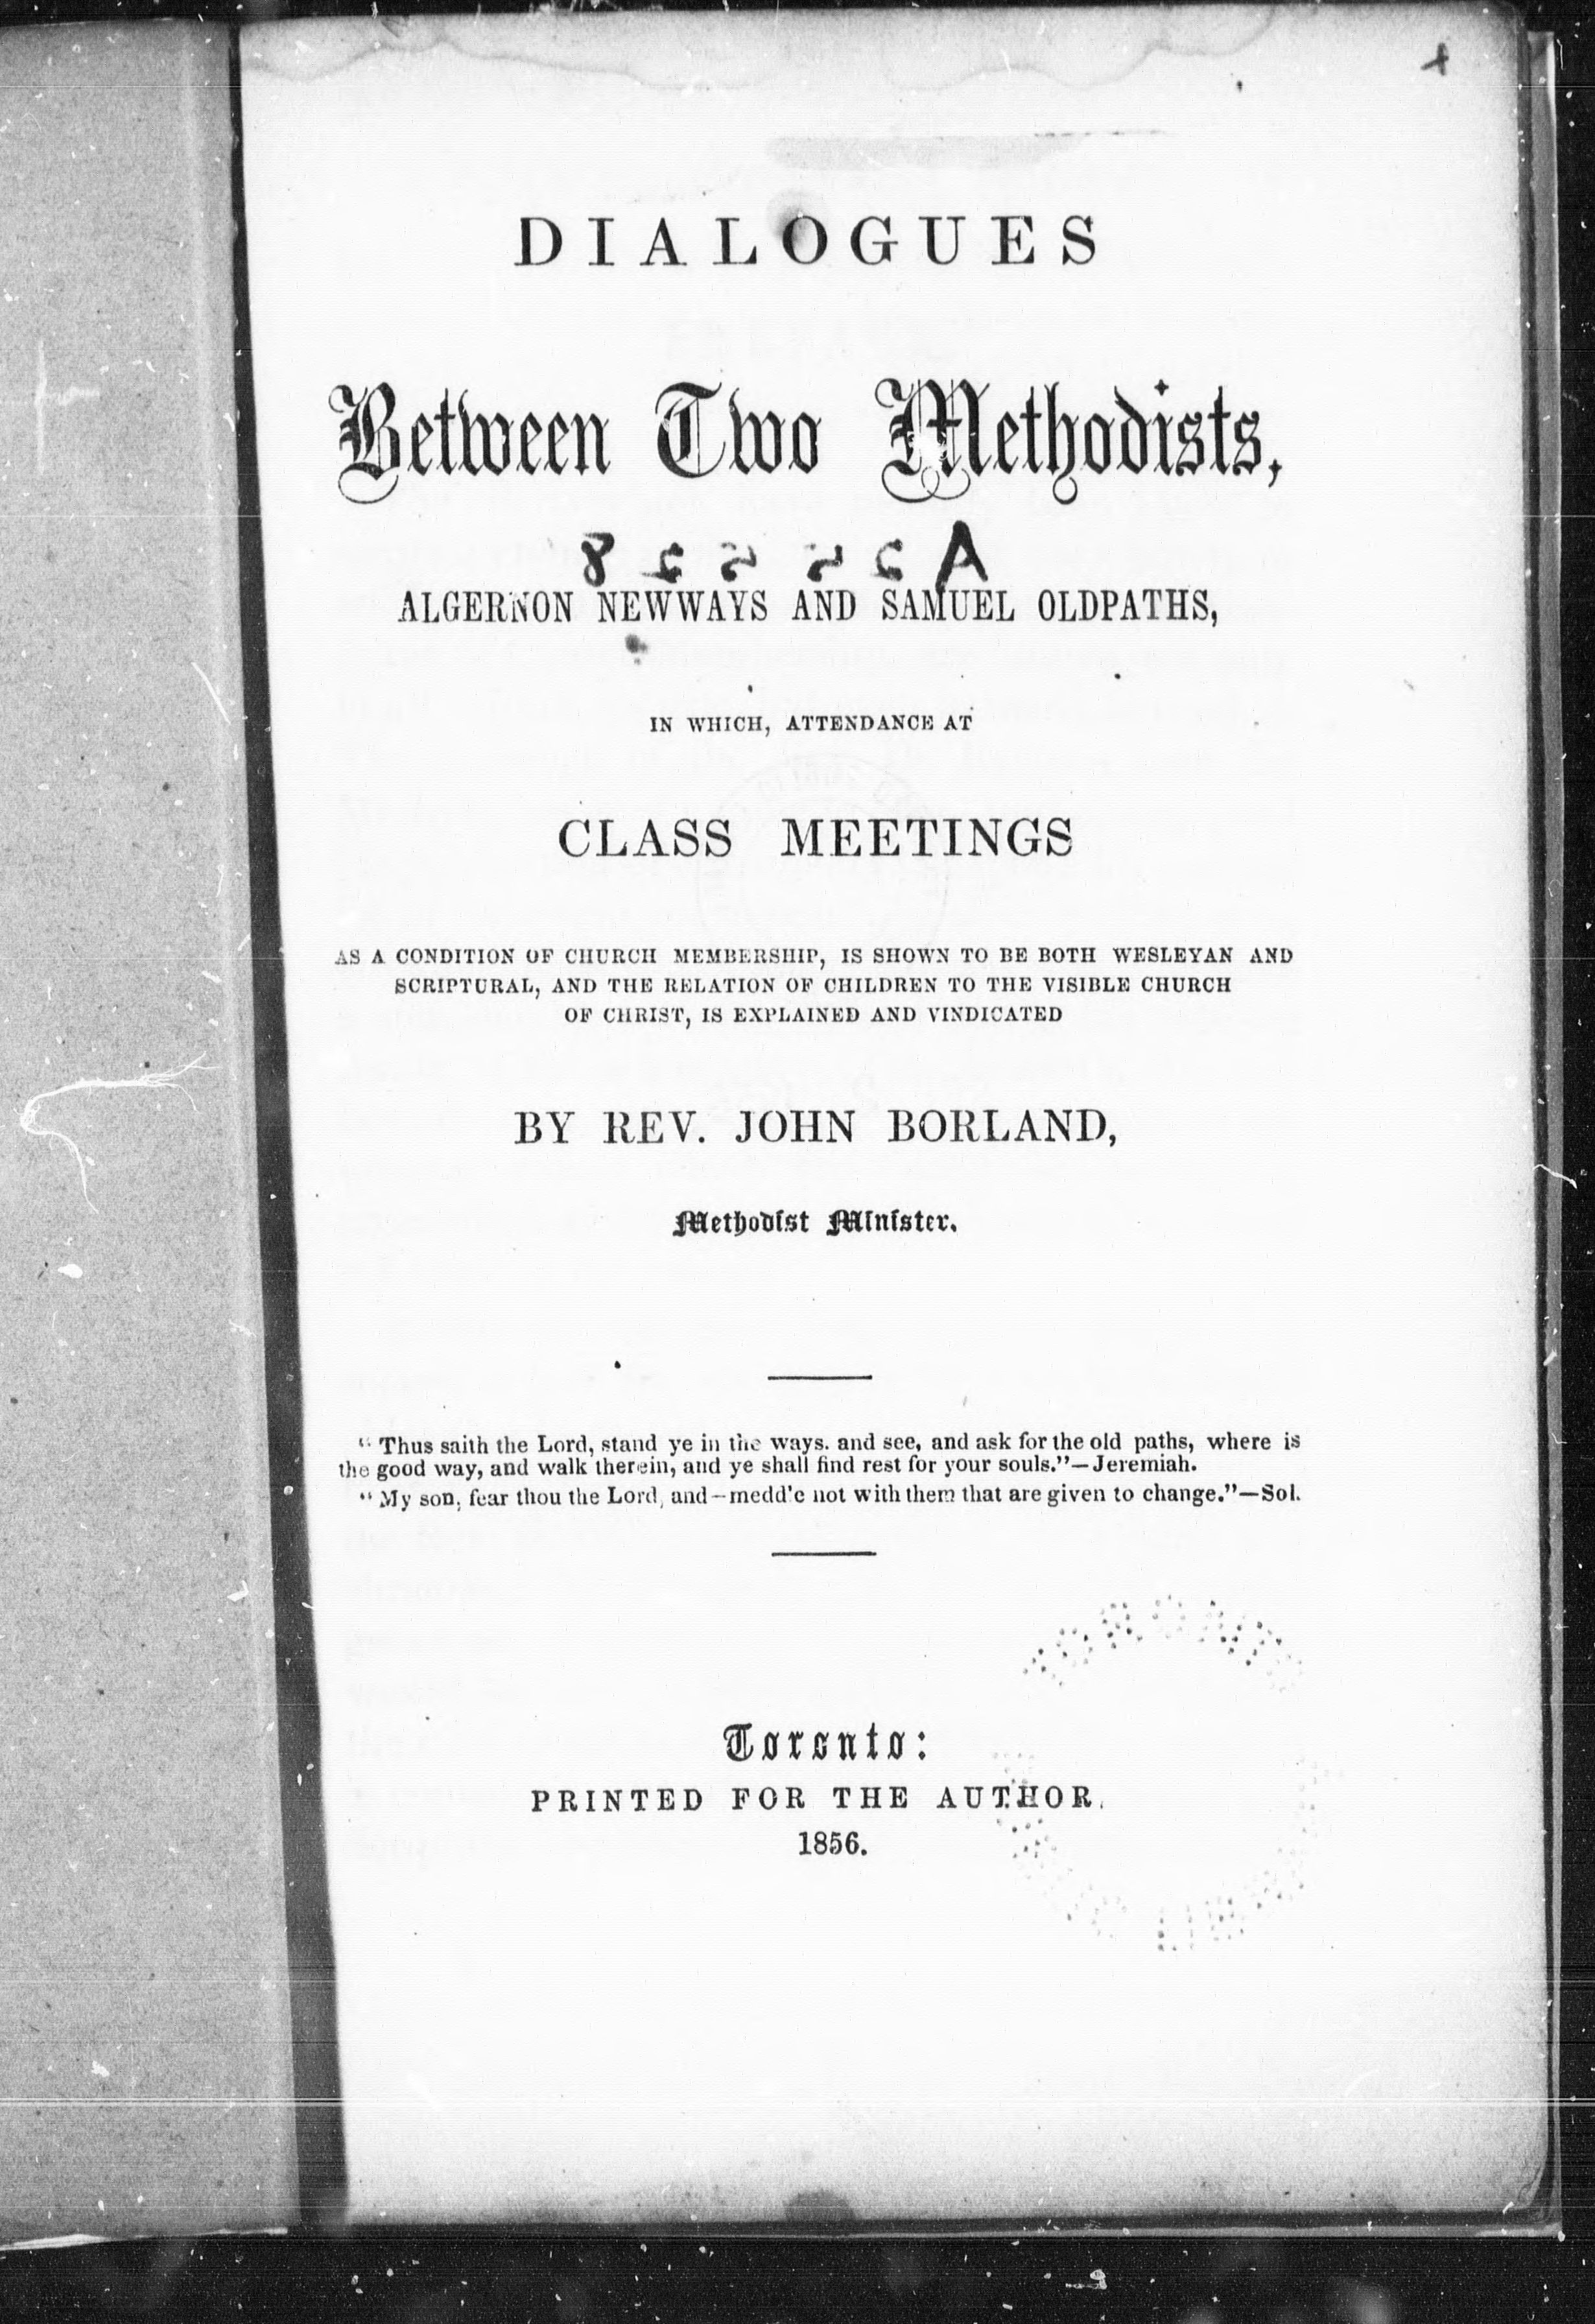 DIALOGUES
Between Two Methodists,
ALGERNON NEWWAYS AND SAMUEL OLDPATHS,
IN WHICH, ATTENDANCE AT
CLASS MEETINGS
AS A CONDITION OF CHURCH MEMBERSHIP, IS SHOWN TO BE BOTH WESLEYAN AND
SCRIPTURAL, AND THE RELATION OF CHILDREN TO THE VISIBLE CHURCH
OF CHRIST, IS EXPLAINED AND VINDICATED
BY REV. JOHN BORLAND,
Methodist Minister.
“ Thus saith the Lord, stand ye in the ways. and see, and ask for the old paths, where is
the good way, and walk therein, and ye shall find rest for your souls.”—Jeremiah.
“ My son, fear thou the Lord, and—medd'e not with them that are given to change.”—Sol.
Toronto:
PRINTED FOR THE AUTHOR.
1856.